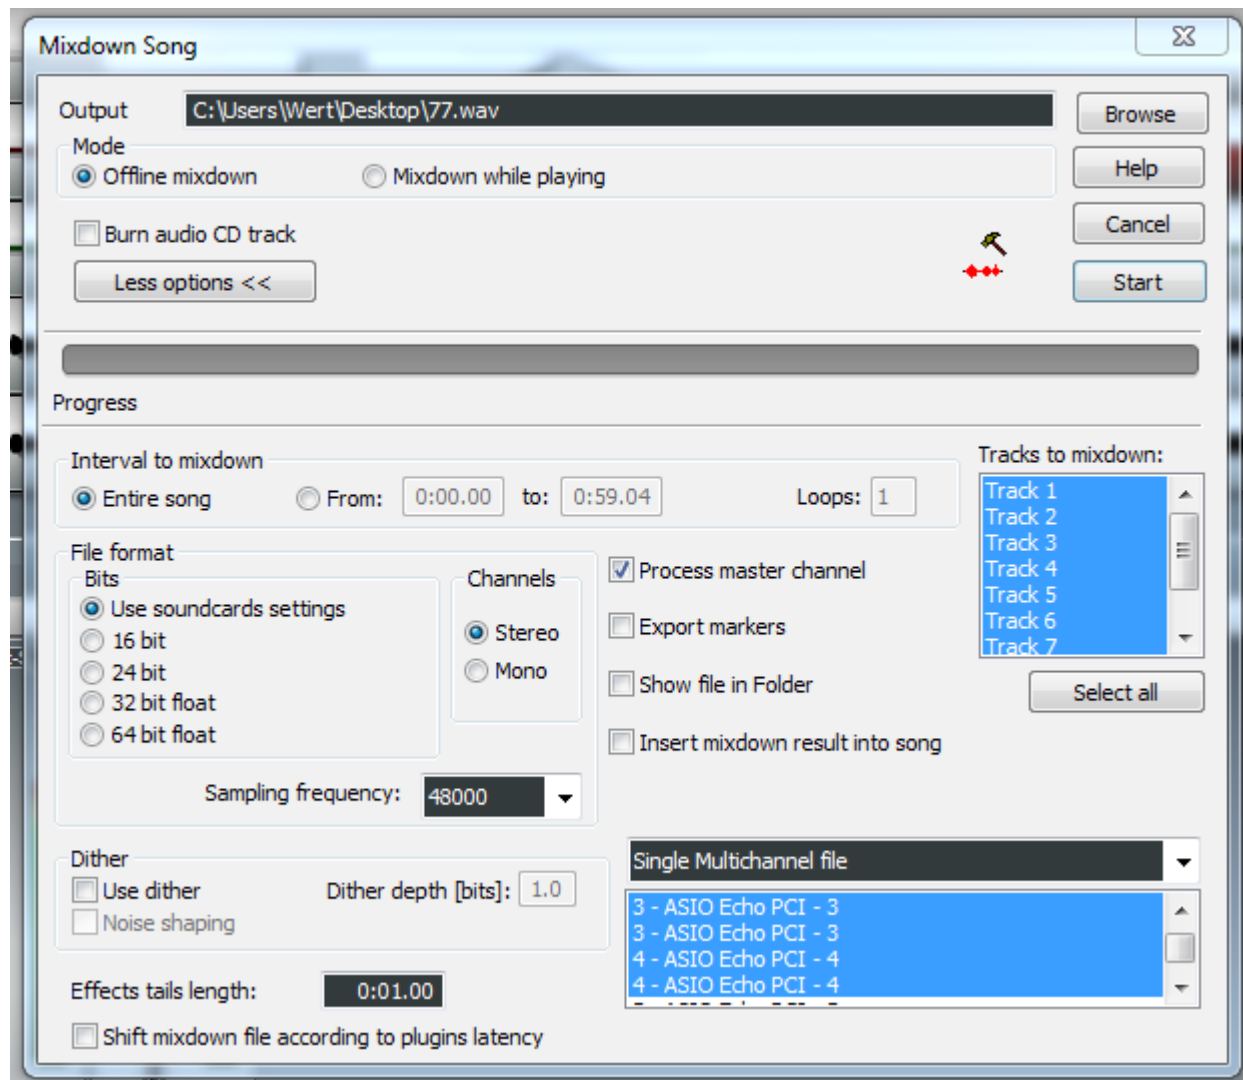 Mixdown Song
Output C:\Users\Wert\Desktop\77.wav Browse
Mode
Offline mixdown Mixdown while playing Help
Burn audio CD track Cancel
Less options << Start
Progress
Interval to mixdown
Entire song From: 0:00.00 to: 0:59.04 Loops: 1
Tracks to mixdown:
Track 1
Track 2
Track 3
Track 4
Track 5
Track 6
Track 7
Select all
File format
Bits
Use soundcards settings
16 bit
24 bit
32 bit float
64 bit float
Channels
Stereo
Mono
Sampling frequency: 48000
Process master channel
Export markers
Show file in Folder
Insert mixdown result into song
Dither
Use dither Dither depth [bits]: 1.0
Noise shaping
Single Multichannel file
3 - ASIO Echo PCI - 3
3 - ASIO Echo PCI - 3
4 - ASIO Echo PCI - 4
4 - ASIO Echo PCI - 4
Effects tails length: 0:01.00
Shift mixdown file according to plugins latency